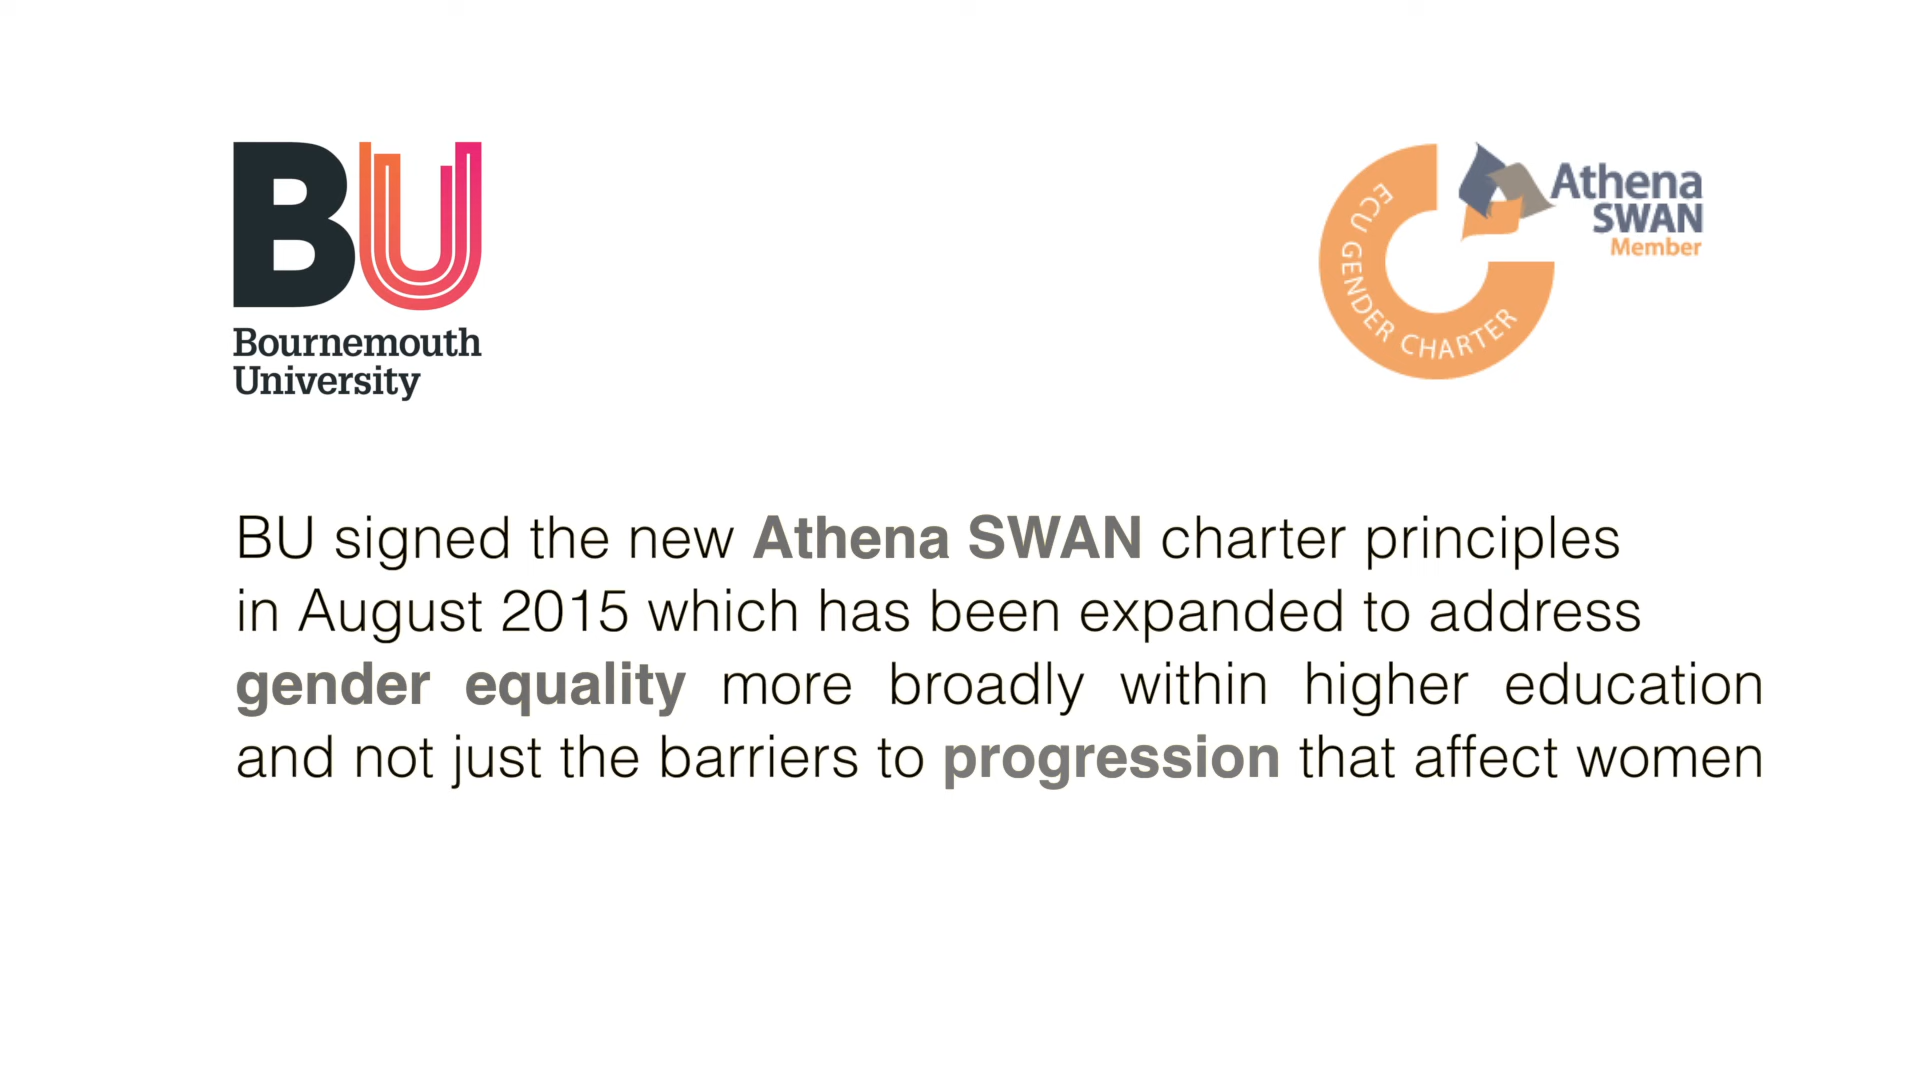 BU
Bournemouth
University
ECU GENDER CHARTER
Athena
SWAN
Member
BU signed the new Athena SWAN charter principles
in August 2015 which has been expanded to address
gender equality more broadly within higher education
and not just the barriers to progression that affect women